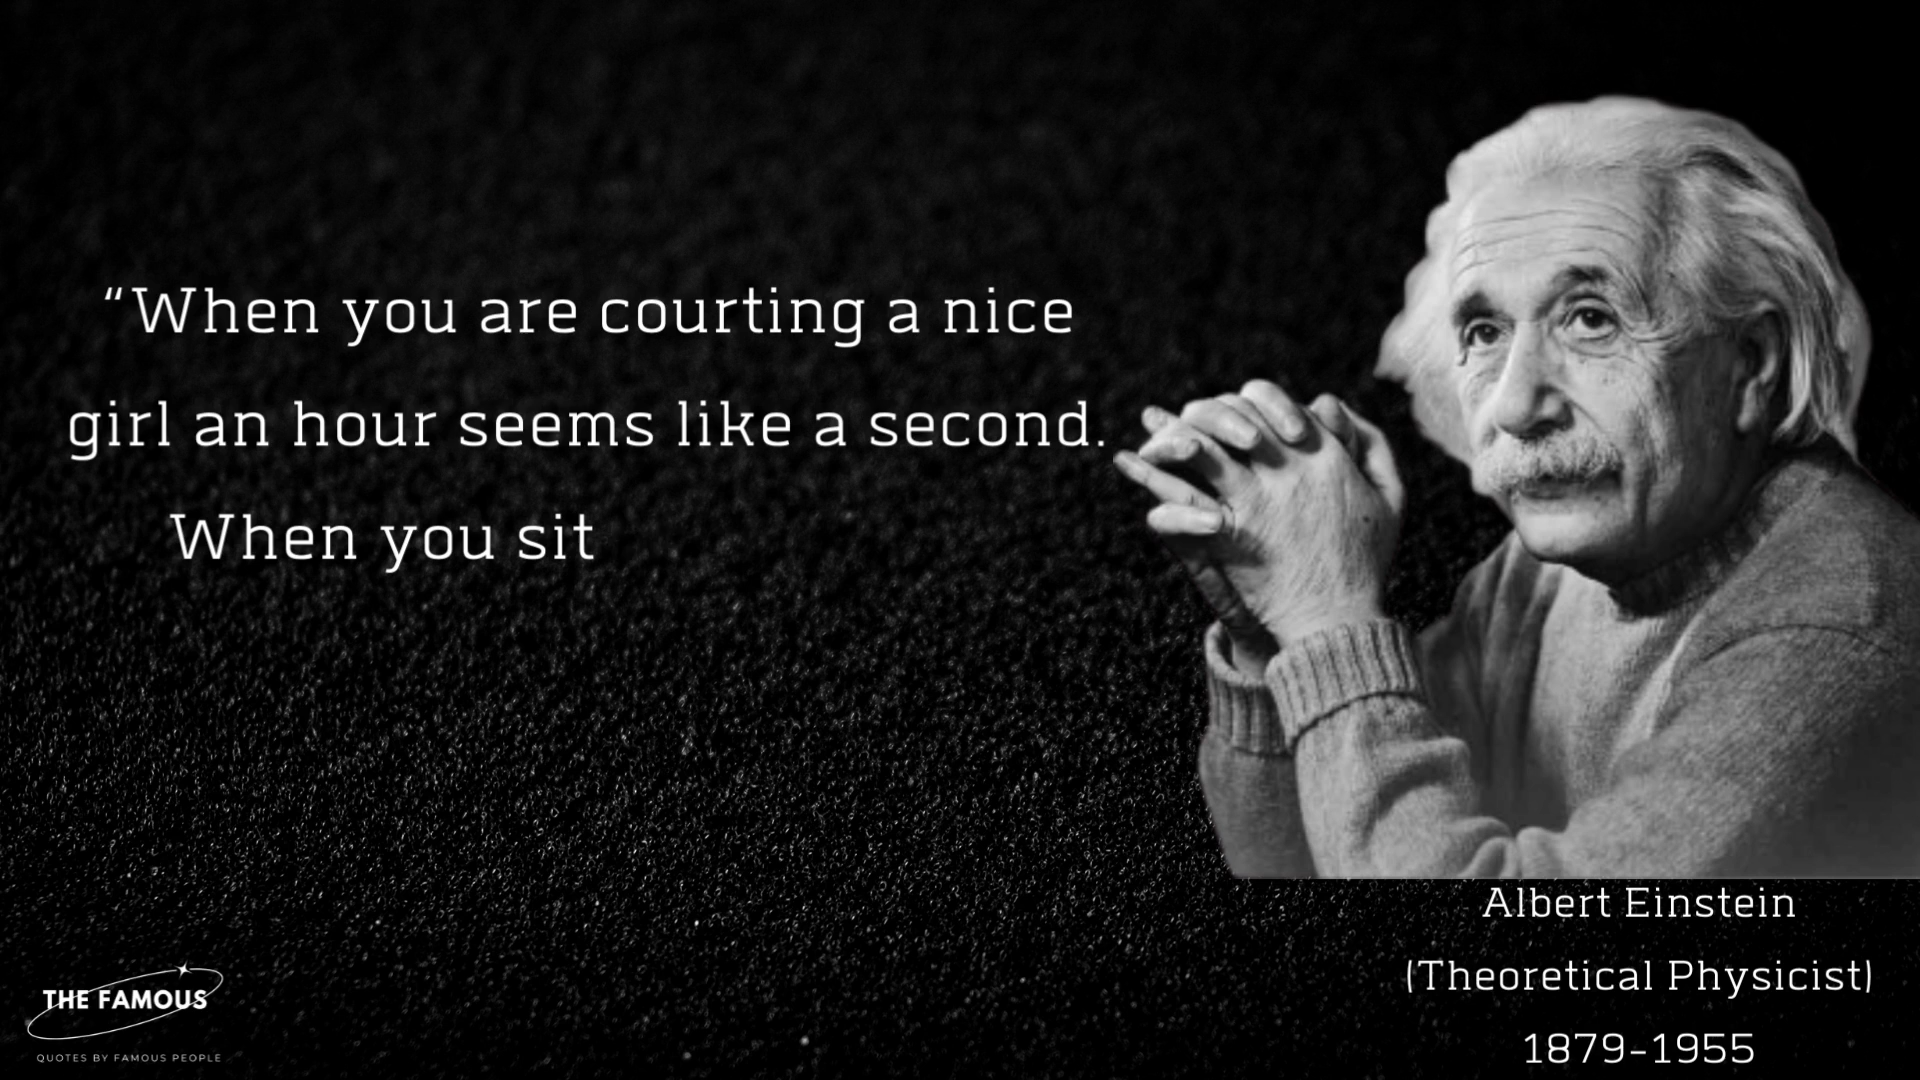 “When you are courting a nice
girl an hour seems like a second.
When you sit
Albert Einstein
(Theoretical Physicist)
1879-1955
THE FAMOUS
QUOTES BY FAMOUS PEOPLE